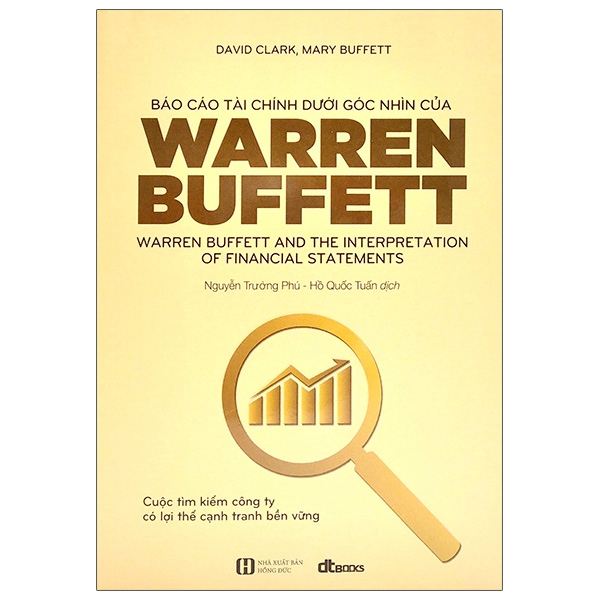 DAVID CLARK, MARY BUFFETT
BÁO CÁO TÀI CHÍNH DƯỚI GÓC NHÌN CỦA
WARREN
BUFFETT
WARREN BUFFETT AND THE INTERPRETATION
OF FINANCIAL STATEMENTS
Nguyễn Trường Phú - Hồ Quốc Tuấn dịch
Cuộc tìm kiếm công ty
có lợi thế cạnh tranh bền vững
NHÀ XUẤT BẢN
HỒNG ĐỨC
dtBOOKS